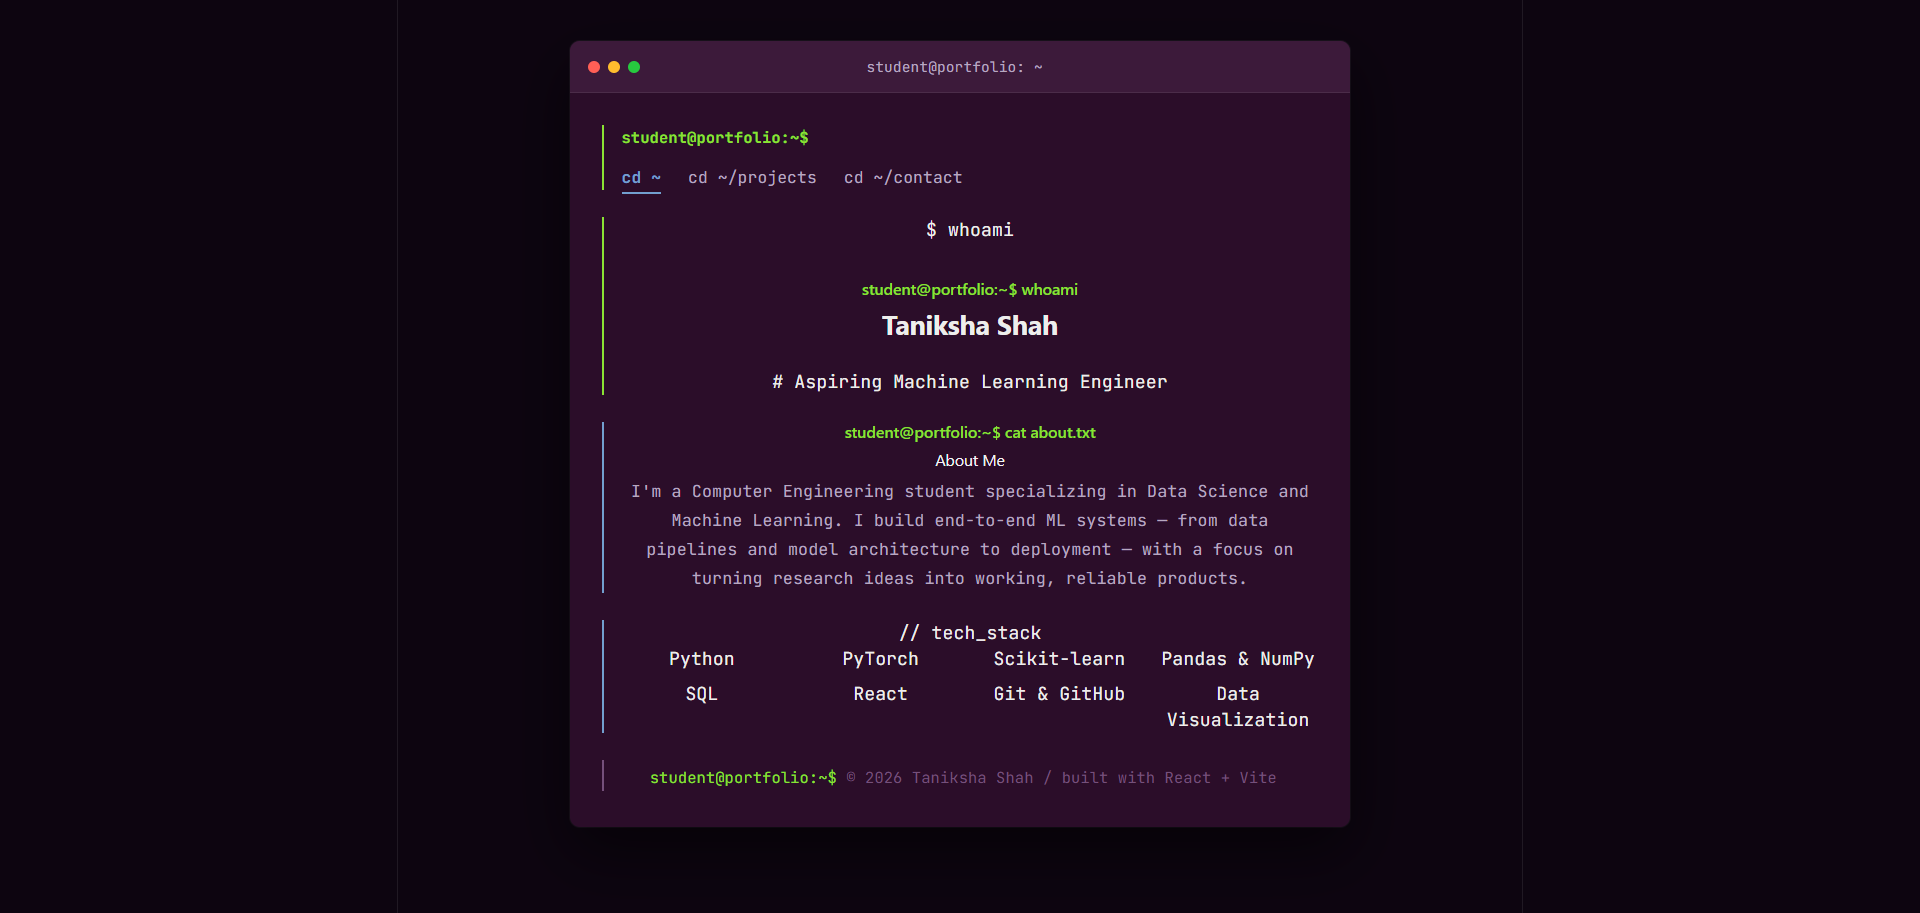 student@portfolio: ~
student@portfolio:~$
cd ~ cd ~/projects cd ~/contact
$ whoami
student@portfolio:~$ whoami
Taniksha Shah
# Aspiring Machine Learning Engineer
student@portfolio:~$ cat about.txt
About Me
I'm a Computer Engineering student specializing in Data Science and
Machine Learning. I build end-to-end ML systems — from data
pipelines and model architecture to deployment — with a focus on
turning research ideas into working, reliable products.
// tech_stack
Python PyTorch Scikit-learn Pandas & NumPy
SQL React Git & GitHub Data
Visualization
student@portfolio:~$ © 2026 Taniksha Shah / built with React + Vite